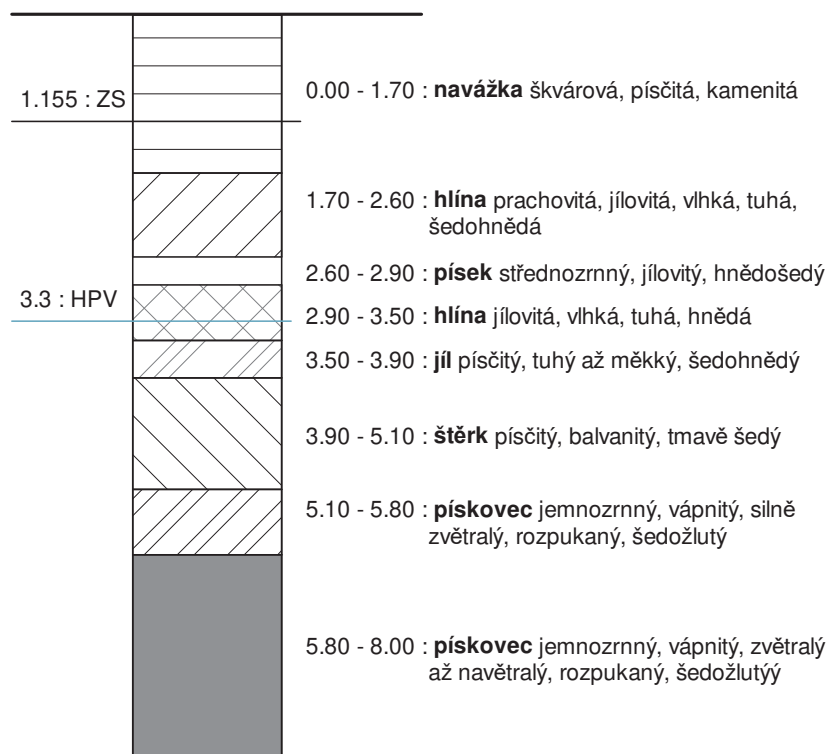 0.00 - 1.70 : navážka škvárová, písčitá, kamenitá
1.155 : ZS
1.70 - 2.60 : hlína prachovitá, jílovitá, vlhká, tuhá,
šedohnědá
2.60 - 2.90 : písek střednozrnný, jílovitý, hnědošedý
3.3 : HPV
2.90 - 3.50 : hlína jílovitá, vlhká, tuhá, hnědá
3.50 - 3.90 : jíl písčitý, tuhý až měkký, šedohnědý
3.90 - 5.10 : štěrk písčitý, balvanitý, tmavě šedý
5.10 - 5.80 : pískovec jemnozrnný, vápnitý, silně
zvětralý, rozpukaný, šedožlutý
5.80 - 8.00 : pískovec jemnozrnný, vápnitý, zvětralý
až navětralý, rozpukaný, šedožlutýý